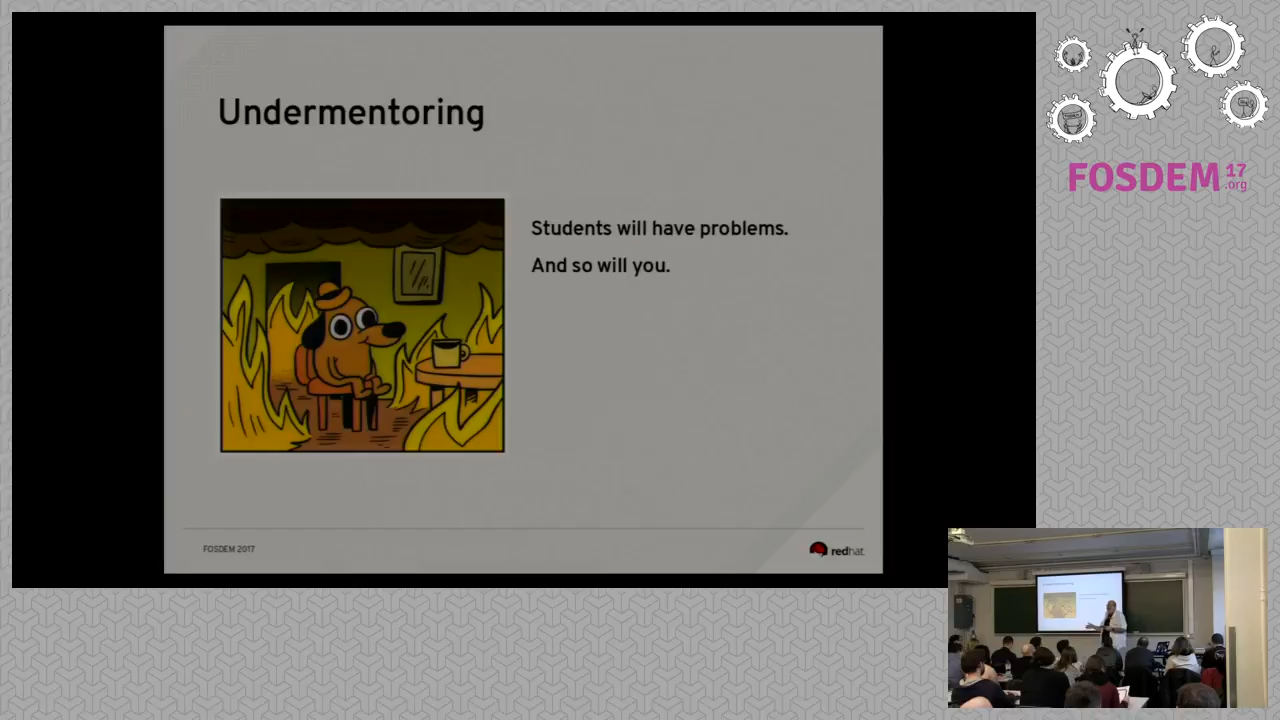 Undermentoring
Students will have problems.
And so will you.
FOSDEM 2017
redhat.
FOSDEM 17
.org